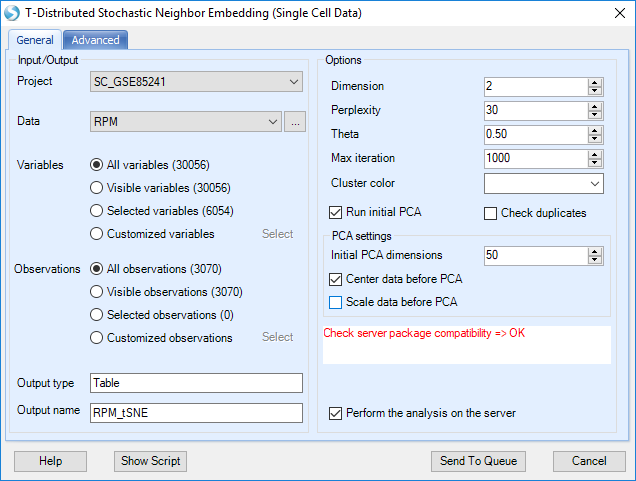 T-Distributed Stochastic Neighbor Embedding (Single Cell Data)
General
Advanced
Input/Output
Project
SC_GSE85241
Data
RPM
...
Variables
All variables (30056)
Visible variables (30056)
Selected variables (6054)
Customized variables
Select
Observations
All observations (3070)
Visible observations (3070)
Selected observations (0)
Customized observations
Select
Output type
Table
Output name
RPM_tSNE
Options
Dimension
2
Perplexity
30
Theta
0.50
Max iteration
1000
Cluster color
Run initial PCA
Check duplicates
PCA settings
Initial PCA dimensions
50
Center data before PCA
Scale data before PCA
Check server package compatibility => OK
Perform the analysis on the server
Help
Show Script
Send To Queue
Cancel